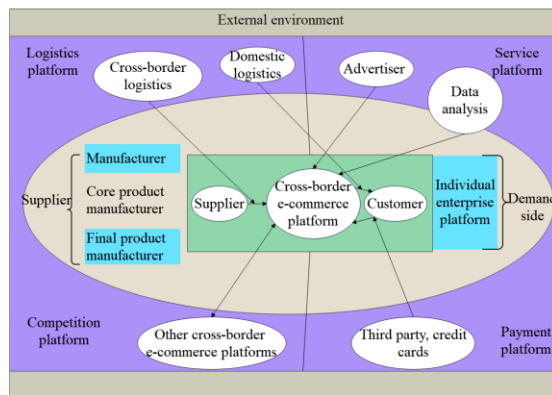 External environment
Logistics
platform
Cross-border
logistics
Domestic
logistics
Advertiser
Service
platform
Data
analysis
Supplier
Manufacturer
Core product
manufacturer
Final product
manufacturer
Supplier
Cross-border
e-commerce
platform
Customer
Individual
enterprise
platform
Demand
side
Competition
platform
Other cross-border
e-commerce platforms
Third party, credit
cards
Payment
platform